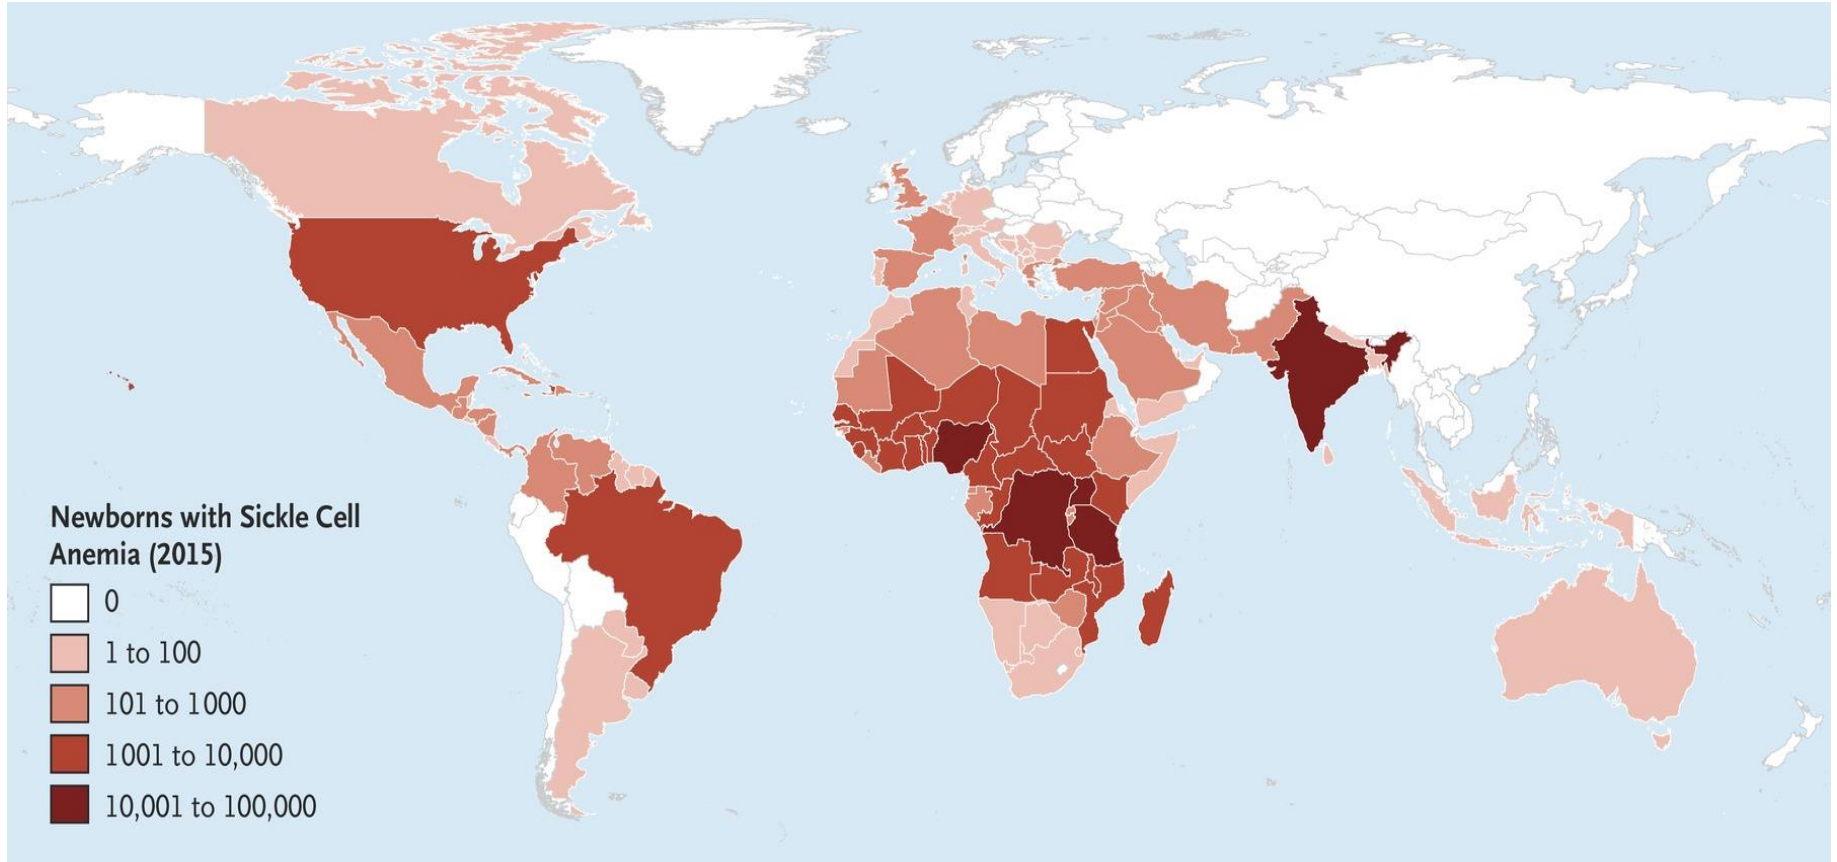 Newborns with Sickle Cell
Anemia (2015)
0
1 to 100
101 to 1000
1001 to 10,000
10,001 to 100,000